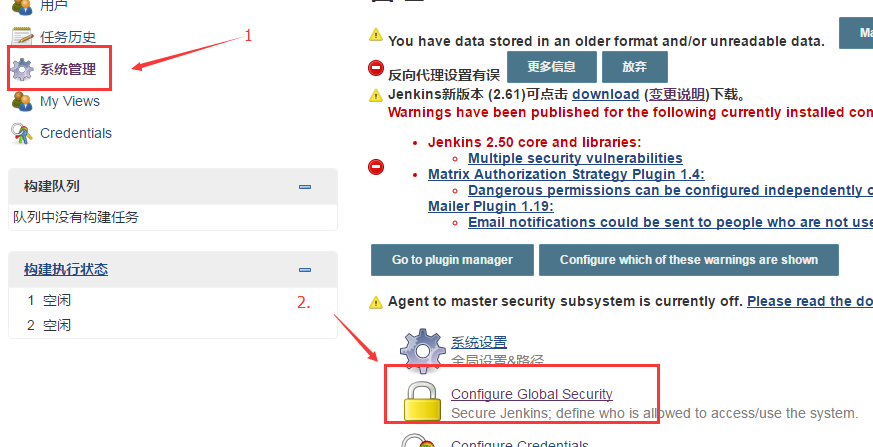 用户
任务历史
1
系统管理
My Views
Credentials
构建队列
队列中没有构建任务
构建执行状态
1 空闲
2 空闲
2.
You have data stored in an older format and/or unreadable data.
反向代理设置有误 更多信息 放弃
Jenkins新版本 (2.61)可点击 download (变更说明)下载。
Warnings have been published for the following currently installed
Jenkins 2.50 core and libraries:
Multiple security vulnerabilities
Matrix Authorization Strategy Plugin 1.4:
Dangerous permissions can be configured independently
Mailer Plugin 1.19:
Email notifications could be sent to people who are not
Go to plugin manager Configure which of these warnings are shown
Agent to master security subsystem is currently off. Please read the
系统设置
全局设置&路径
Configure Global Security
Secure Jenkins; define who is allowed to access/use the system.
Configure Credentials